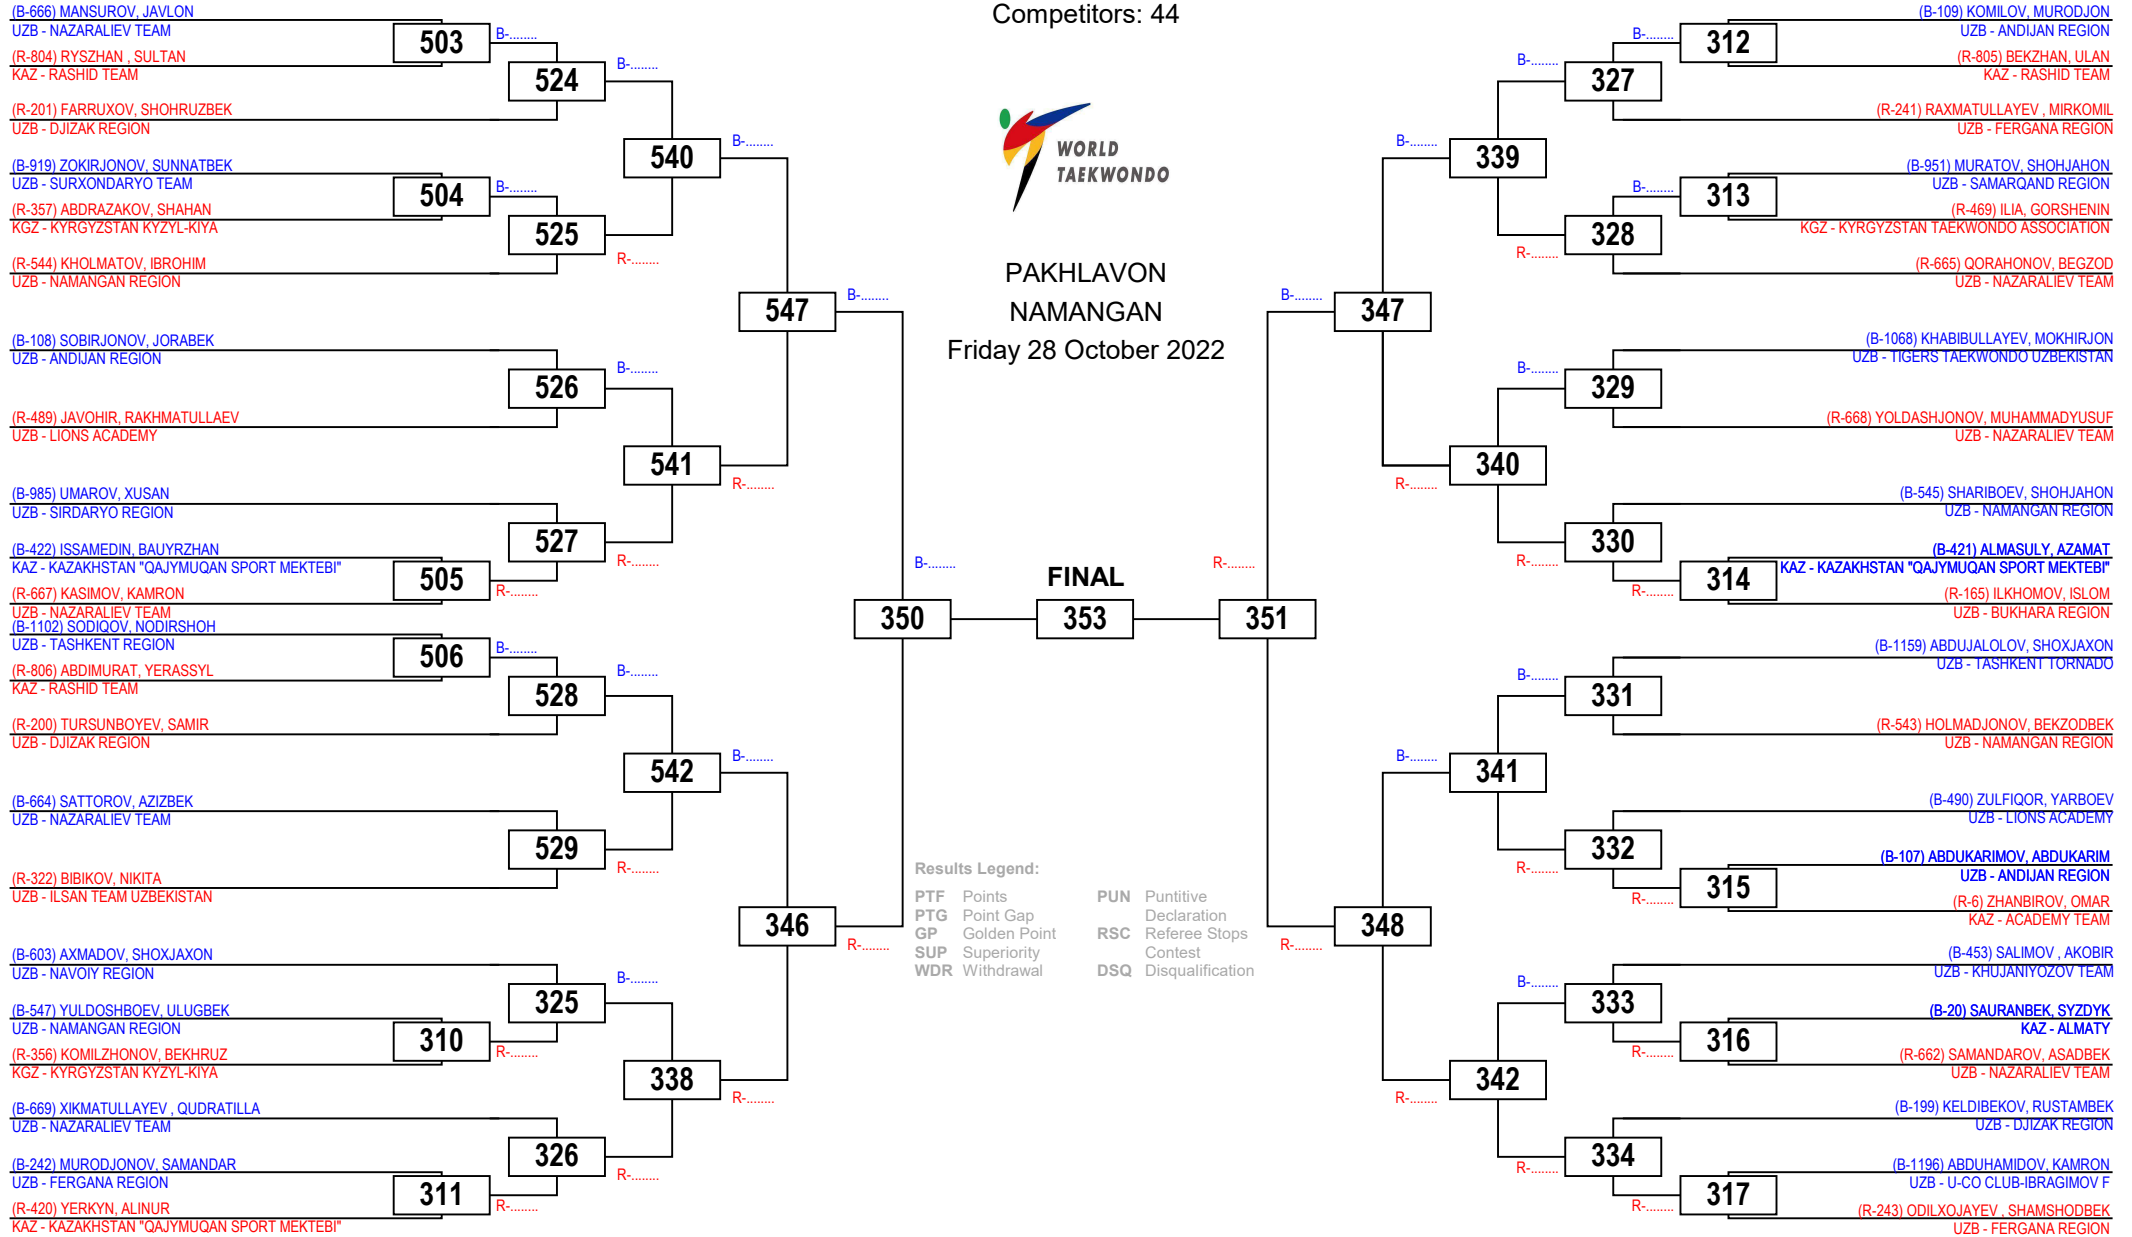 Competitors: 44
WORLD
TAEKWONDO
PAKHLAVON
NAMANGAN
Friday 28 October 2022
(B-666) MANSUROV, JAVLON
UZB - NAZARALIEV TEAM
503
B-........
(R-804) RYSZHAN , SULTAN
KAZ - RASHID TEAM
524
B-........
(R-201) FARRUXOV, SHOHRUZBEK
UZB - DJIZAK REGION
540
B-........
(B-919) ZOKIRJONOV, SUNNATBEK
UZB - SURXONDARYO TEAM
504
B-........
(R-357) ABDRAZAKOV, SHAHAN
KGZ - KYRGYZSTAN KYZYL-KIYA
525
R-........
(R-544) KHOLMATOV, IBROHIM
UZB - NAMANGAN REGION
547
B-........
(B-108) SOBIRJONOV, JORABEK
UZB - ANDIJAN REGION
526
B-........
(R-489) JAVOHIR, RAKHMATULLAEV
UZB - LIONS ACADEMY
541
R-........
(B-985) UMAROV, XUSAN
UZB - SIRDARYO REGION
527
R-........
(B-422) ISSAMEDIN, BAUYRZHAN
KAZ - KAZAKHSTAN "QAJYMUQAN SPORT MEKTEBI"
505
R-........
(R-667) KASIMOV, KAMRON
UZB - NAZARALIEV TEAM
(B-1102) SODIQOV, NODIRSHOH
UZB - TASHKENT REGION
506
B-........
(R-806) ABDIMURAT, YERASSYL
KAZ - RASHID TEAM
528
B-........
(R-200) TURSUNBOYEV, SAMIR
UZB - DJIZAK REGION
542
B-........
(B-664) SATTOROV, AZIZBEK
UZB - NAZARALIEV TEAM
529
R-........
(R-322) BIBIKOV, NIKITA
UZB - ILSAN TEAM UZBEKISTAN
346
R-........
(B-603) AXMADOV, SHOXJAXON
UZB - NAVOIY REGION
325
B-........
(B-547) YULDOSHBOEV, ULUGBEK
UZB - NAMANGAN REGION
310
R-........
(R-356) KOMILZHONOV, BEKHRUZ
KGZ - KYRGYZSTAN KYZYL-KIYA
338
R-........
(B-669) XIKMATULLAYEV , QUDRATILLA
UZB - NAZARALIEV TEAM
326
R-........
(B-242) MURODJONOV, SAMANDAR
UZB - FERGANA REGION
311
R-........
(R-420) YERKYN, ALINUR
KAZ - KAZAKHSTAN "QAJYMUQAN SPORT MEKTEBI"
B-........
FINAL
R-........
350
353
351
Results Legend:
PTF Points
PTG Point Gap
GP Golden Point
SUP Superiority
WDR Withdrawal
PUN Puntitive
Declaration
RSC Referee Stops
Contest
DSQ Disqualification
(B-109) KOMILOV, MURODJON
UZB - ANDIJAN REGION
312
B-........
(R-805) BEKZHAN, ULAN
KAZ - RASHID TEAM
327
B-........
(R-241) RAXMATULLAYEV , MIRKOMIL
UZB - FERGANA REGION
339
B-........
(B-951) MURATOV, SHOHJAHON
UZB - SAMARQAND REGION
313
B-........
(R-469) ILIA, GORSHENIN
KGZ - KYRGYZSTAN TAEKWONDO ASSOCIATION
328
R-........
(R-665) QORAHONOV, BEGZOD
UZB - NAZARALIEV TEAM
347
B-........
(B-1068) KHABIBULLAYEV, MOKHIRJON
UZB - TIGERS TAEKWONDO UZBEKISTAN
329
B-........
(R-668) YOLDASHJONOV, MUHAMMADYUSUF
UZB - NAZARALIEV TEAM
340
R-........
(B-545) SHARIBOEV, SHOHJAHON
UZB - NAMANGAN REGION
330
R-........
(B-421) ALMASULY, AZAMAT
KAZ - KAZAKHSTAN "QAJYMUQAN SPORT MEKTEBI"
314
R-........
(R-165) ILKHOMOV, ISLOM
UZB - BUKHARA REGION
(B-1159) ABDUJALOLOV, SHOXJAXON
UZB - TASHKENT TORNADO
331
B-........
(R-543) HOLMADJONOV, BEKZODBEK
UZB - NAMANGAN REGION
341
B-........
(B-490) ZULFIQOR, YARBOEV
UZB - LIONS ACADEMY
332
R-........
(B-107) ABDUKARIMOV, ABDUKARIM
UZB - ANDIJAN REGION
315
R-........
(R-6) ZHANBIROV, OMAR
KAZ - ACADEMY TEAM
348
R-........
(B-453) SALIMOV , AKOBIR
UZB - KHUJANIYOZOV TEAM
333
B-........
(B-20) SAURANBEK, SYZDYK
KAZ - ALMATY
316
R-........
(R-662) SAMANDAROV, ASADBEK
UZB - NAZARALIEV TEAM
342
R-........
(B-199) KELDIBEKOV, RUSTAMBEK
UZB - DJIZAK REGION
334
R-........
(B-1196) ABDUHAMIDOV, KAMRON
UZB - U-CO CLUB-IBRAGIMOV F
317
R-........
(R-243) ODILXOJAYEV , SHAMSHODBEK
UZB - FERGANA REGION